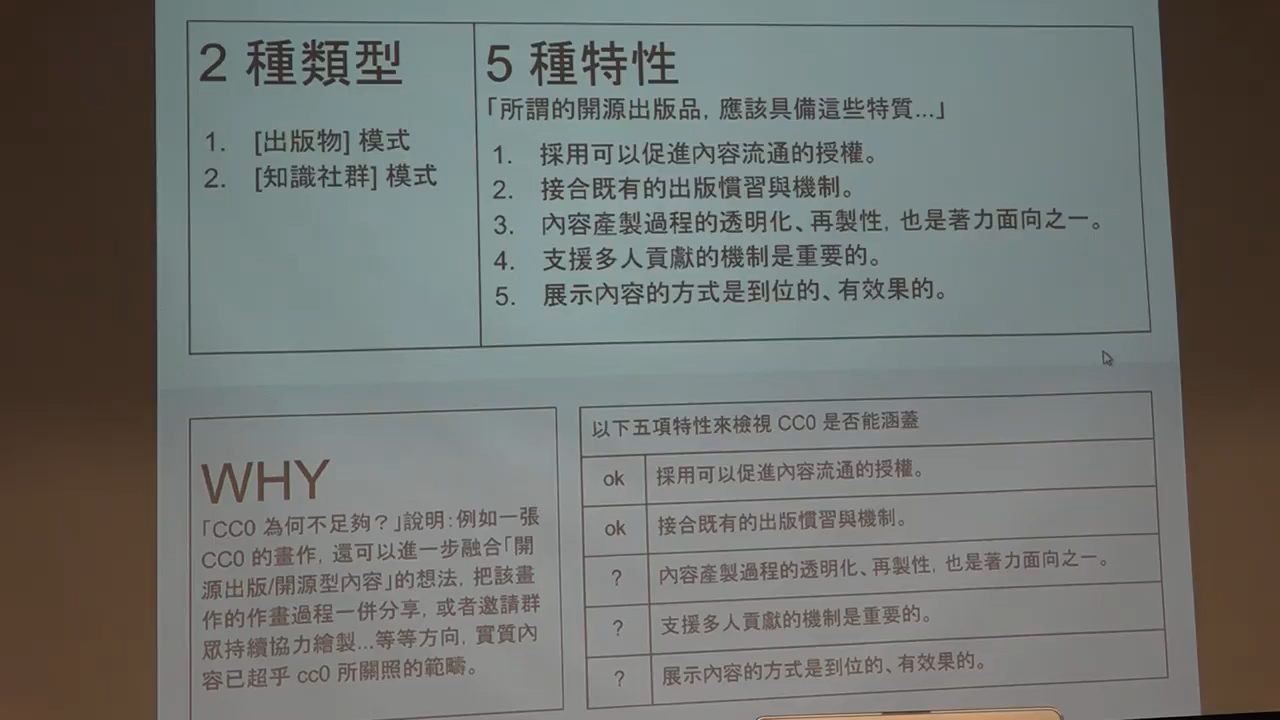 2 種類型
1. [出版物] 模式
2. [知識社群] 模式
5 種特性
「所謂的開源出版品, 應該具備這些特質...」
1. 採用可以促進內容流通的授權。
2. 接合既有的出版慣習與機制。
3. 內容產製過程的透明化、再製性, 也是著力面向之一。
4. 支援多人貢獻的機制是重要的。
5. 展示內容的方式是到位的、有效果的。
WHY
「CC0 為何不足夠？」說明: 例如一張
CC0 的畫作, 還可以進一步融合「開
源出版/開源型內容」的想法, 把該畫
作的作畫過程一併分享, 或者邀請群
眾持續協力繪製...等等方向, 實質內
容已超乎 cc0 所關照的範疇。
以下五項特性來檢視 CC0 是否能涵蓋
ok 採用可以促進內容流通的授權。
ok 接合既有的出版慣習與機制。
? 內容產製過程的透明化、再製性, 也是著力面向之一。
? 支援多人貢獻的機制是重要的。
? 展示內容的方式是到位的、有效果的。